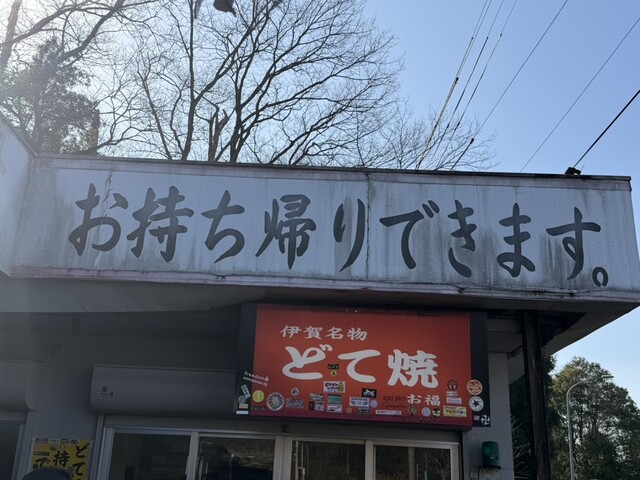 お持ち帰りできます。
伊賀名物
どて焼
お福